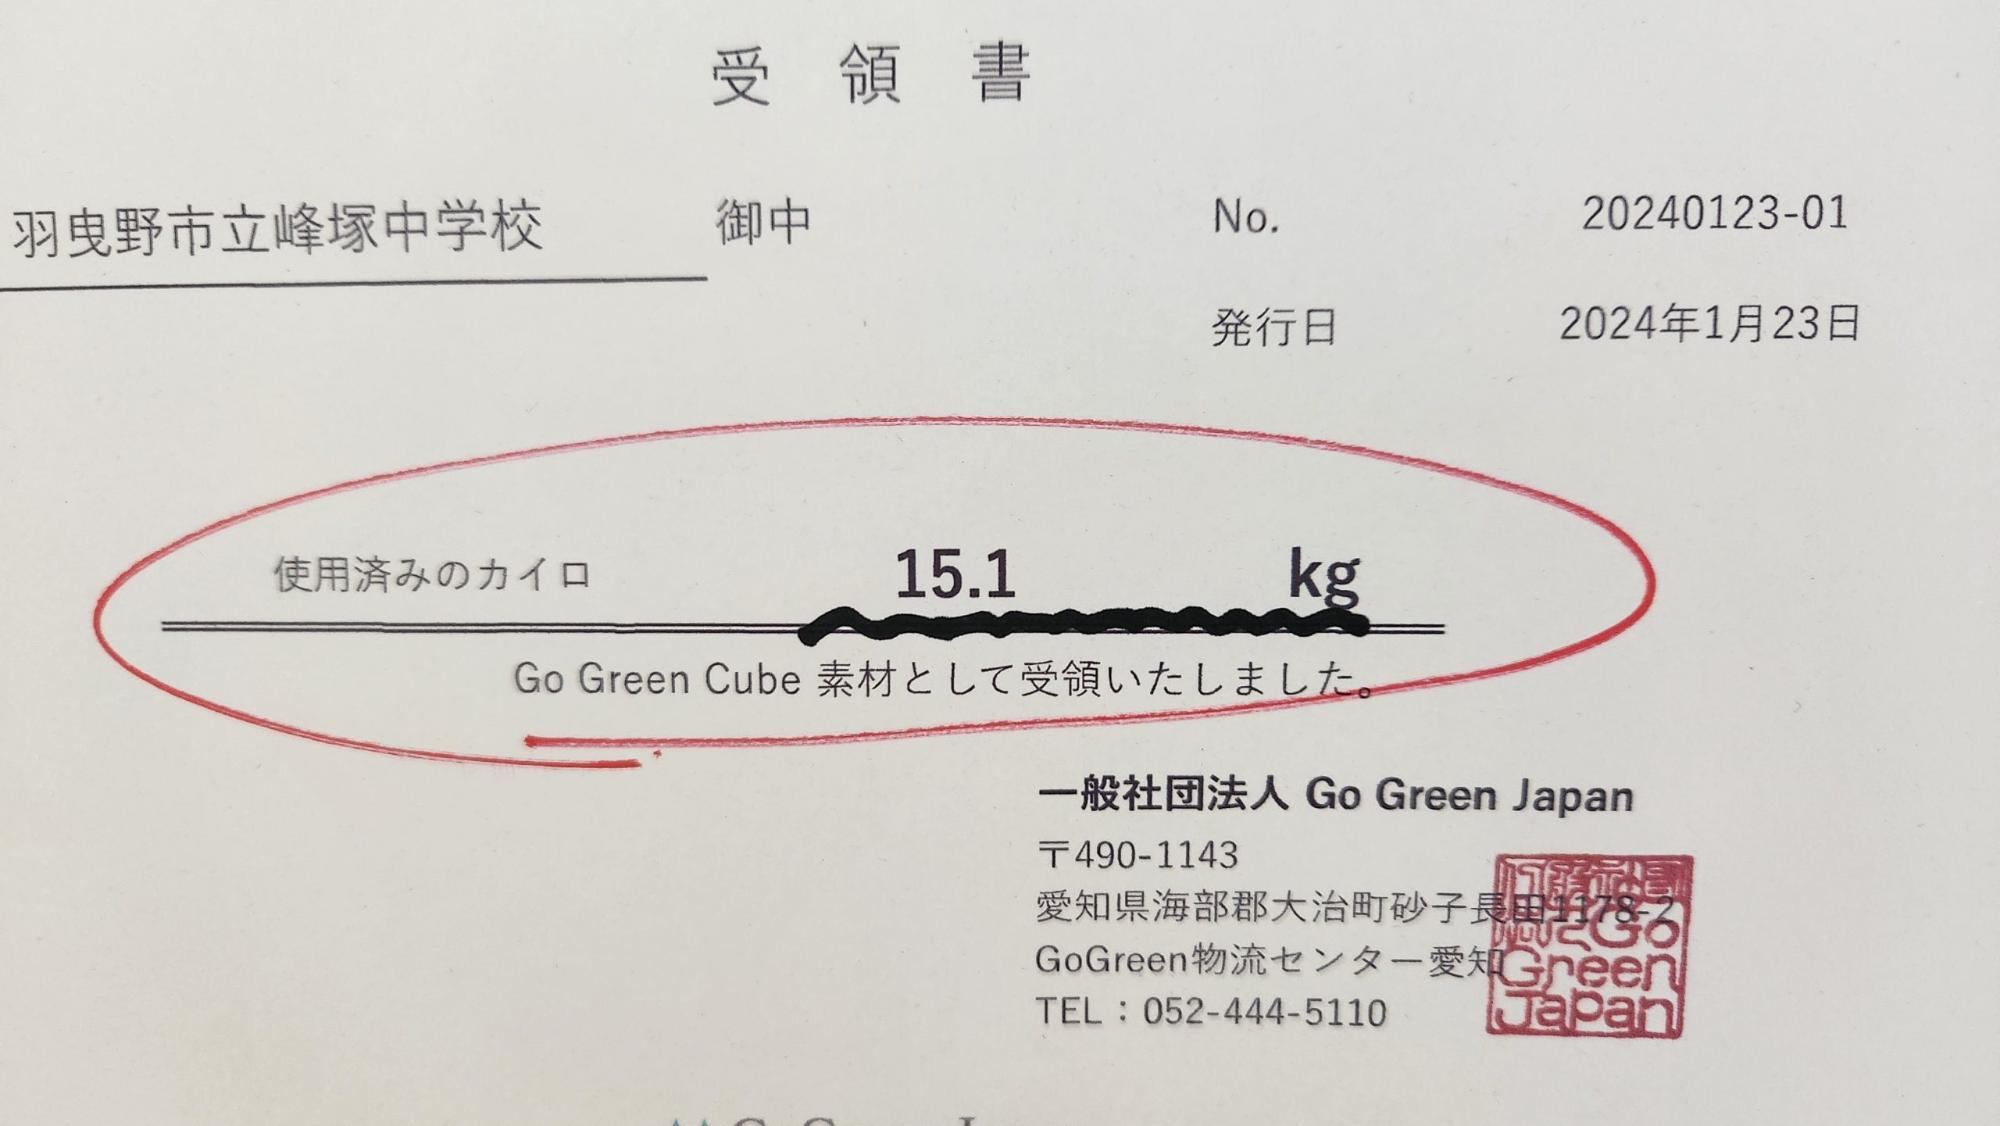 受領書
羽曳野市立峰塚中学校 御中 No. 20240123-01
発行日 2024年1月23日
使用済みのカイロ 15.1 kg
Go Green Cube 素材として受領いたしました。
一般社団法人 Go Green Japan
〒490-1143
愛知県海部郡大治町砂子長田1178-2
GoGreen物流センター愛知
TEL：052-444-5110
Go
Green
Japan